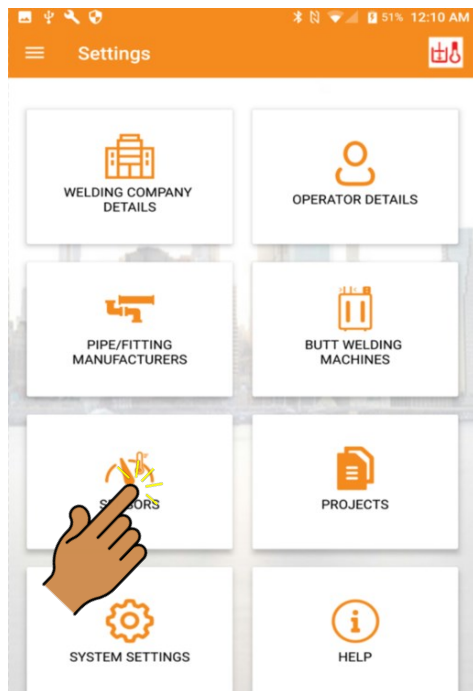 51% 12:10 AM
Settings
WELDING COMPANY
DETAILS
OPERATOR DETAILS
PIPE/FITTING
MANUFACTURERS
BUTT WELDING
MACHINES
SENSORS
PROJECTS
SYSTEM SETTINGS
HELP